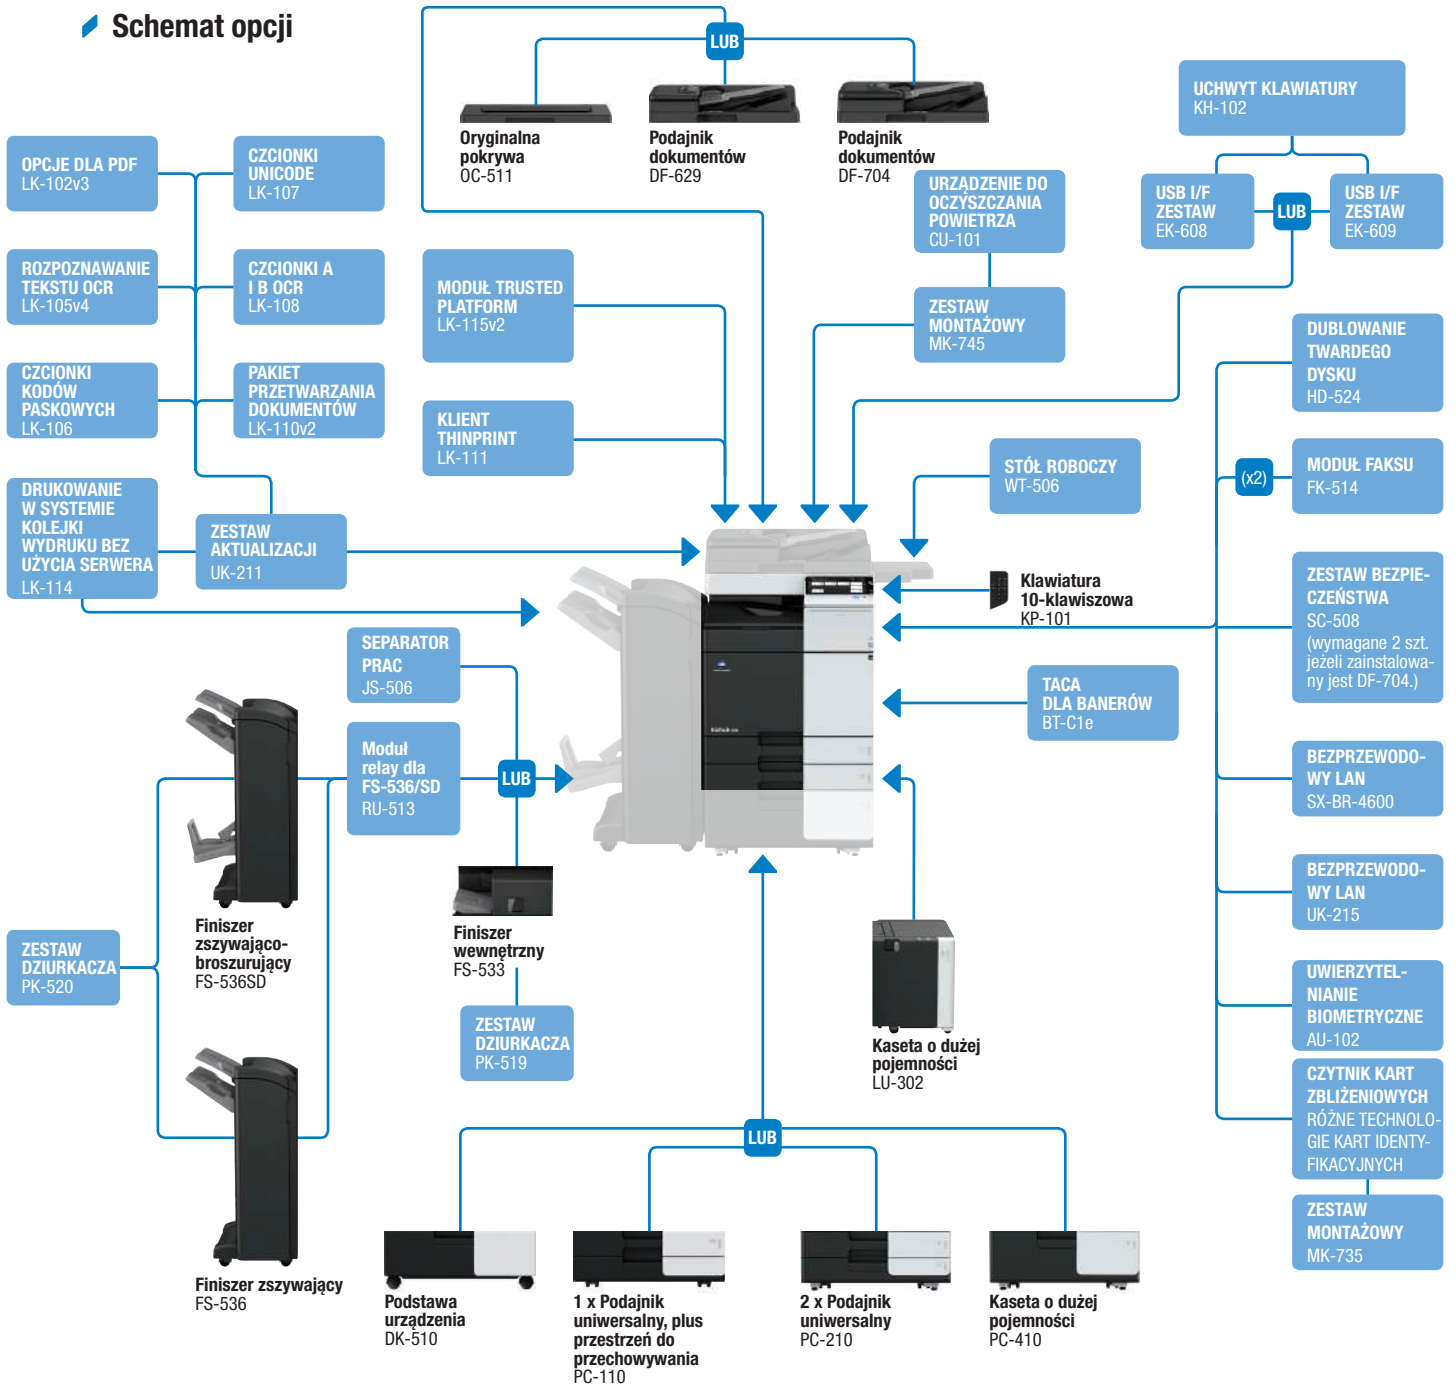 Schemat opcji
LUB
Oryginalna
pokrywa
OC-511
Podajnik
dokumentów
DF-629
Podajnik
dokumentów
DF-704
UCHWYT KLAWIATURY
KH-102
USB I/F
ZESTAW
EK-608
LUB
USB I/F
ZESTAW
EK-609
OPCJE DLA PDF
LK-102v3
CZCIONKI
UNICODE
LK-107
ROZPOZNAWANIE
TEKSTU OCR
LK-105v4
CZCIONKI A
I B OCR
LK-108
CZCIONKI
KODÓW
PASKOWYCH
LK-106
PAKIET
PRZETWARZANIA
DOKUMENTÓW
LK-110v2
DRUKOWANIE
W SYSTEMIE
KOLEJKI
WYDRUKU BEZ
UŻYCIA SERWERA
LK-114
ZESTAW
AKTUALIZACJI
UK-211
MODUŁ TRUSTED
PLATFORM
LK-115v2
KLIENT
THINPRINT
LK-111
URZĄDZENIE DO
OCZYSZCZANIA
POWIETRZA
CU-101
ZESTAW
MONTAŻOWY
MK-745
STÓŁ ROBOCZY
WT-506
Klawiatura
10-klawiszowa
KP-101
TACA
DLA BANERÓW
BT-C1e
DUBLOWANIE
TWARDEGO
DYSKU
HD-524
(x2)
MODUŁ FAKSU
FK-514
ZESTAW BEZPIE-
CZEŃSTWA
SC-508
(wymagane 2 szt.
jeżeli zainstalowa-
ny jest DF-704.)
BEZPRZEWODO-
WY LAN
SX-BR-4600
BEZPRZEWODO-
WY LAN
UK-215
UWIERZYTEL-
NIANIE
BIOMETRYCZNE
AU-102
CZYTNIK KART
ZBLIŻENIOWYCH
RÓŻNE TECHNOLO-
GIE KART IDENTY-
FIKACYJNYCH
ZESTAW
MONTAŻOWY
MK-735
SEPARATOR
PRAC
JS-506
Moduł
relay dla
FS-536/SD
RU-513
LUB
Finiszer
wewnętrzny
FS-533
ZESTAW
DZIURKACZA
PK-519
Finiszer
zszywająco-
broszurujący
FS-536SD
ZESTAW
DZIURKACZA
PK-520
Finiszer zszywający
FS-536
Kaseta o dużej
pojemności
LU-302
LUB
Podstawa
urządzenia
DK-510
1 x Podajnik
uniwersalny, plus
przestrzeń do
przechowywania
PC-110
2 x Podajnik
uniwersalny
PC-210
Kaseta o dużej
pojemności
PC-410